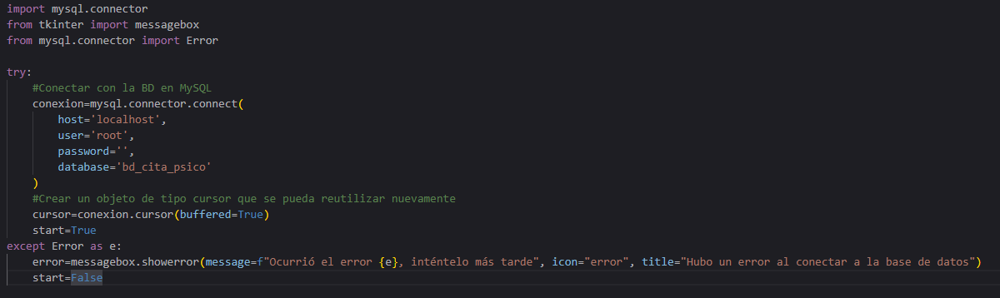 import mysql.connector
from tkinter import messagebox
from mysql.connector import Error

try:
    #Conectar con la BD en MySQL
    conexion=mysql.connector.connect(
        host='localhost',
        user='root',
        password='',
        database='bd_cita_psico'
    )
    #Crear un objeto de tipo cursor que se pueda reutilizar nuevamente
    cursor=conexion.cursor(buffered=True)
    start=True
except Error as e:
    error=messagebox.showerror(message=f"Ocurrió el error {e}, inténtelo más tarde", icon="error", title="Hubo un error al conectar a la base de datos")
    start=False